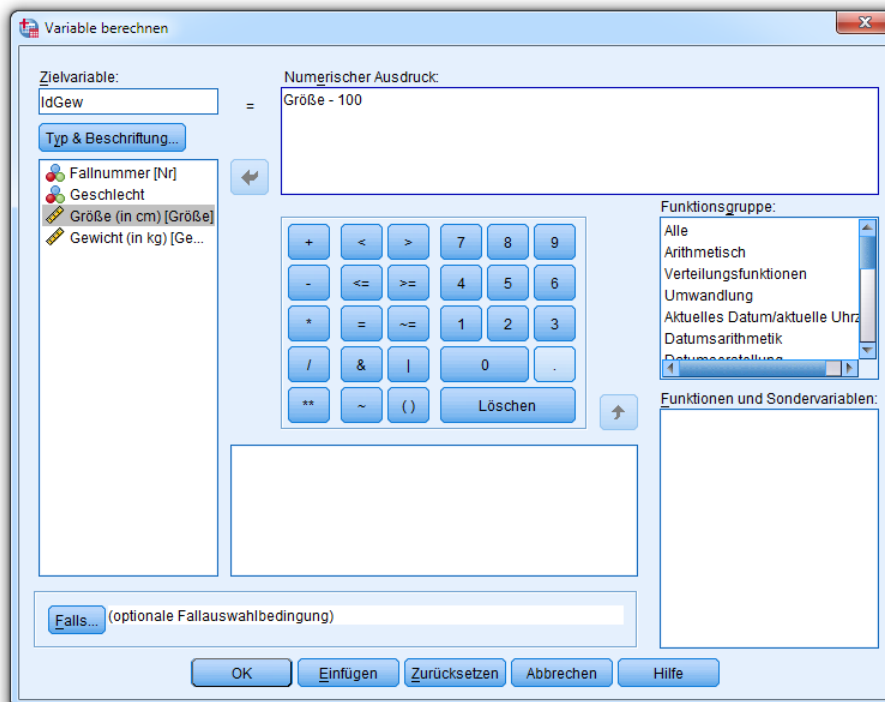 Variable berechnen
Zielvariable:
IdGew
=
Numerischer Ausdruck:
Größe - 100
Typ & Beschriftung...
Fallnummer [Nr]
Geschlecht
Größe (in cm) [Größe]
Gewicht (in kg) [Ge...
+ < > 7 8 9
- <= >= 4 5 6
* = ~= 1 2 3
/ & | 0 .
** ~ ( ) Löschen
Funktionsgruppe:
Alle
Arithmetisch
Verteilungsfunktionen
Umwandlung
Aktuelles Datum/aktuelle Uhrz
Datumsarithmetik
Datumserstellung
Funktionen und Sondervariablen:
Falls... (optionale Fallauswahlbedingung)
OK Einfügen Zurücksetzen Abbrechen Hilfe